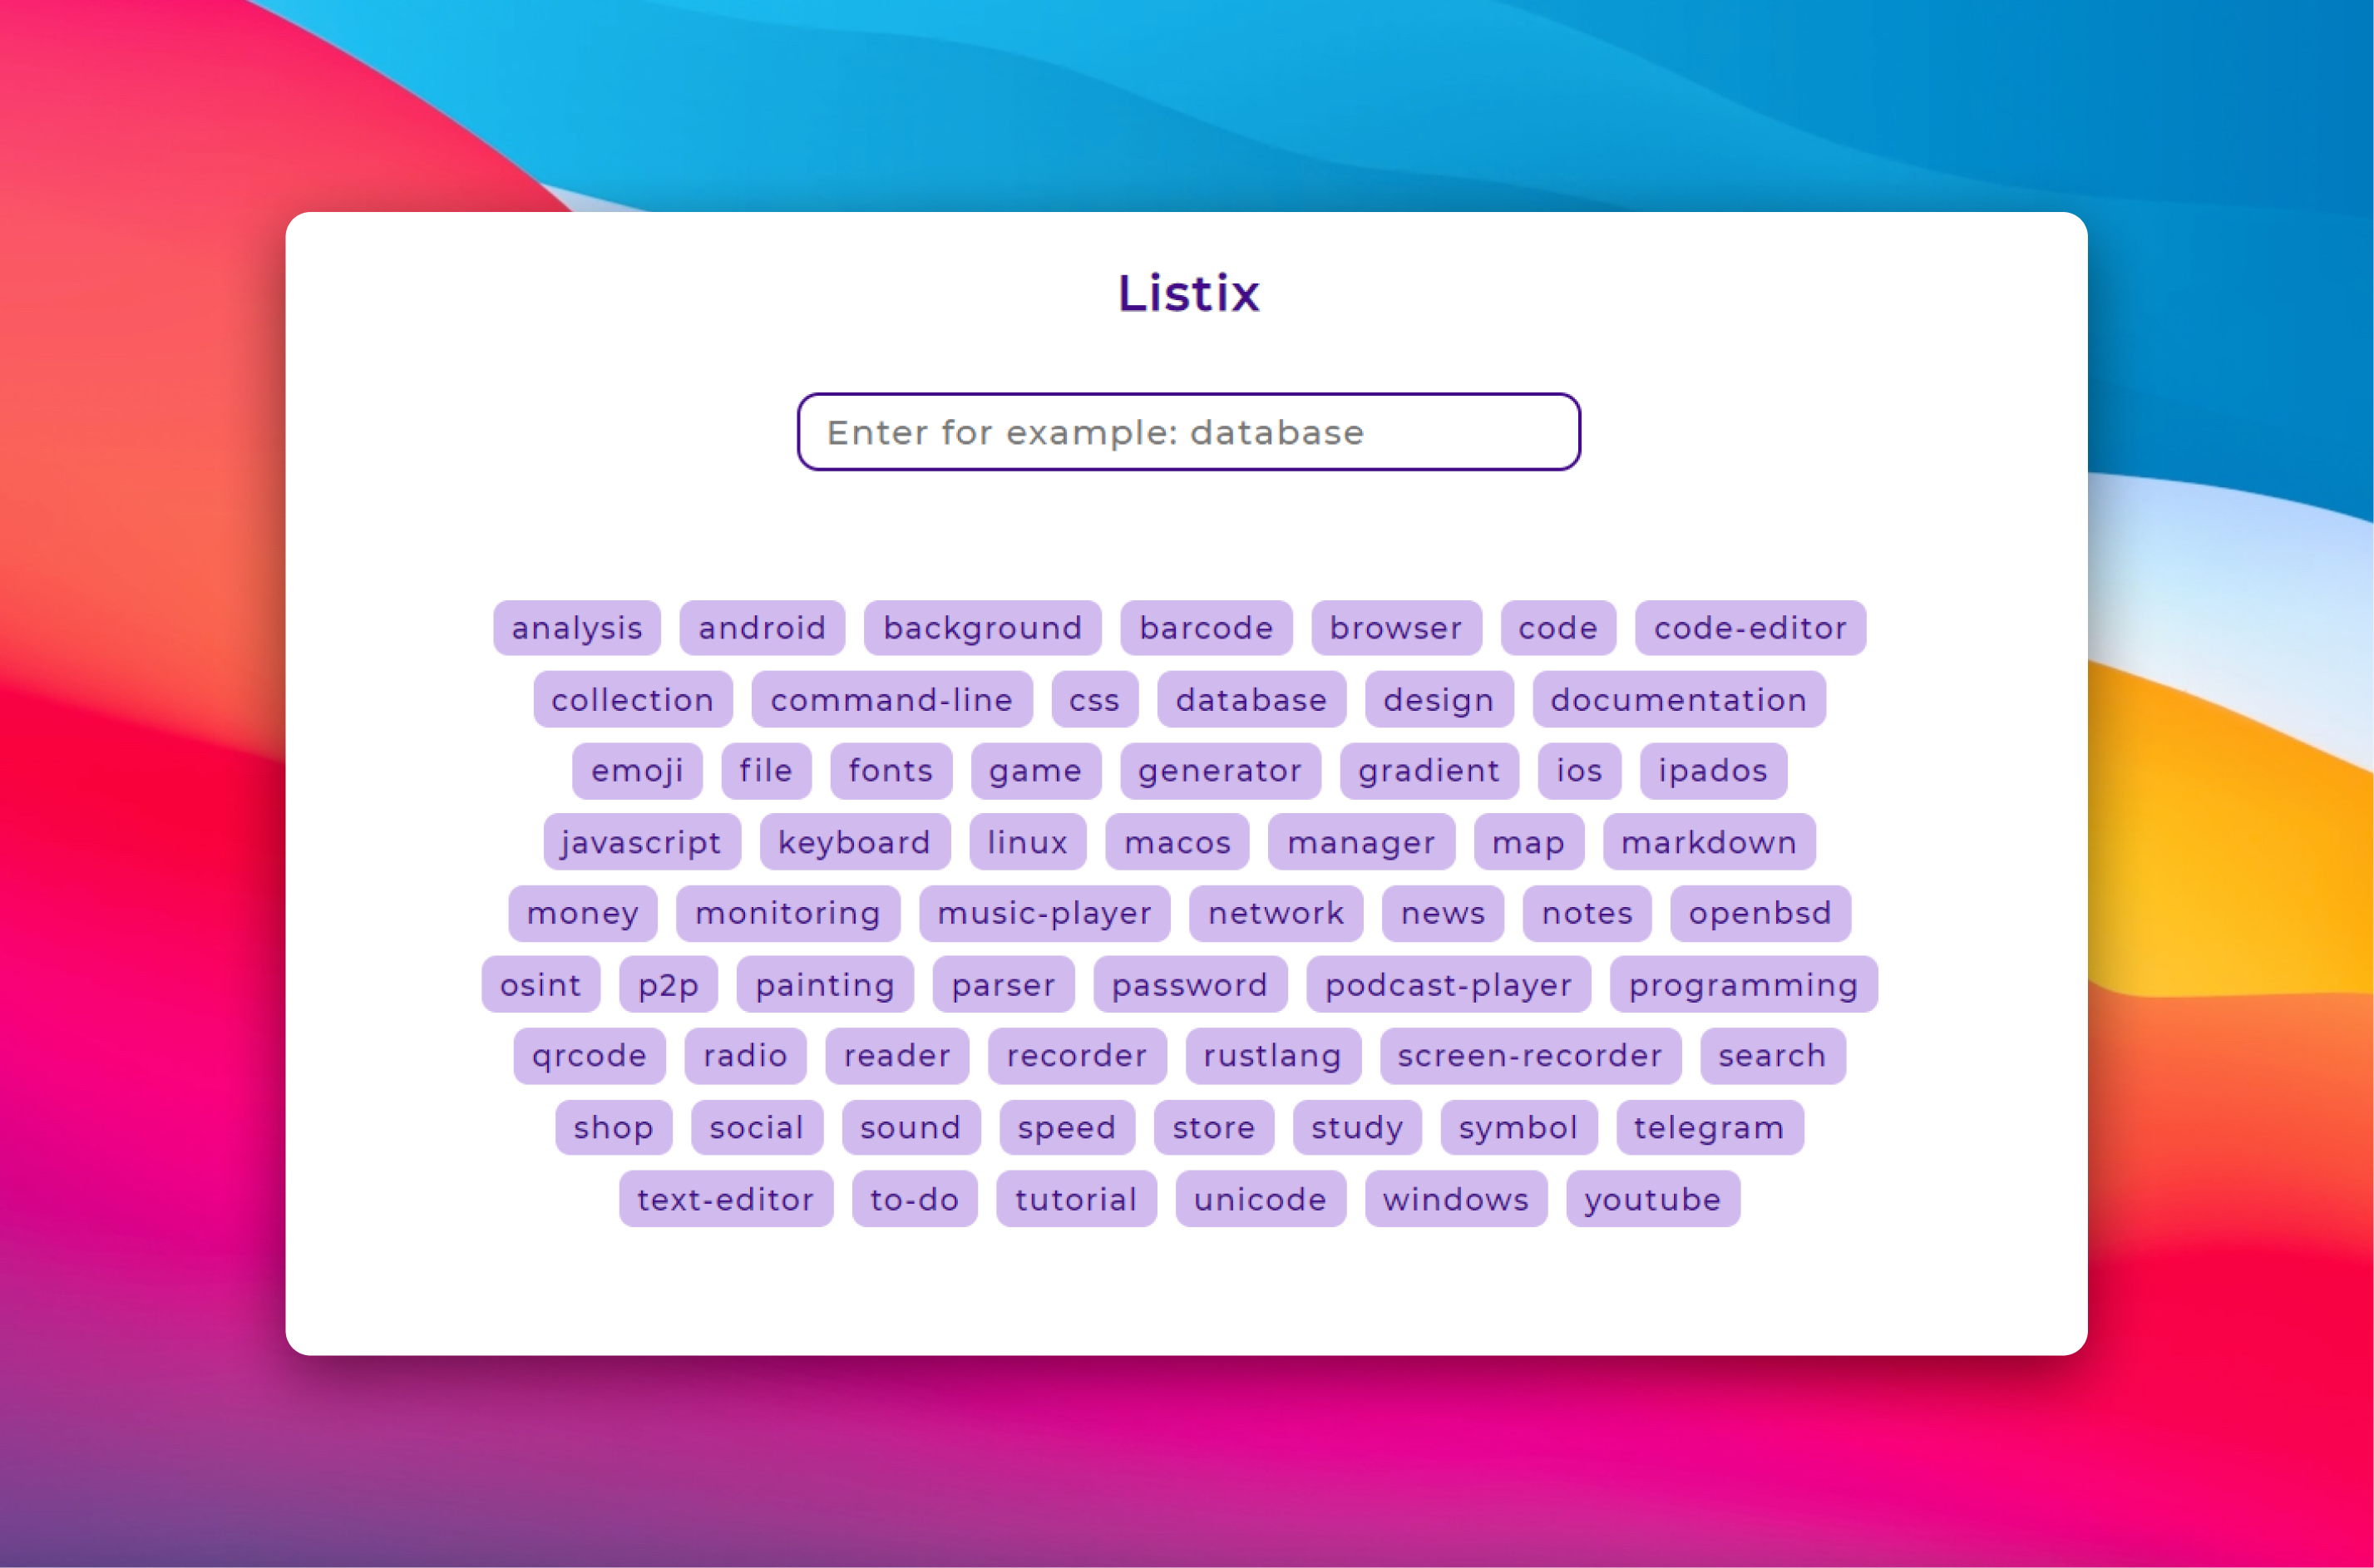 Listix
Enter for example: database
analysis android background barcode browser code code-editor
collection command-line css database design documentation
emoji file fonts game generator gradient ios ipados
javascript keyboard linux macos manager map markdown
money monitoring music-player network news notes openbsd
osint p2p painting parser password podcast-player programming
qrcode radio reader recorder rustlang screen-recorder search
shop social sound speed store study symbol telegram
text-editor to-do tutorial unicode windows youtube